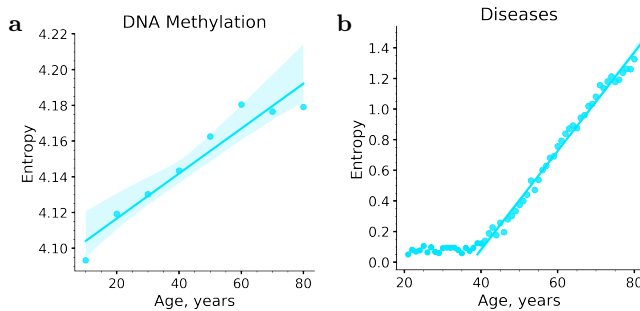 a
DNA Methylation
4.22
4.20
4.18
4.16
4.14
4.12
4.10
Entropy
20
40
60
80
Age, years
b
Diseases
1.4
1.2
1.0
0.8
0.6
0.4
0.2
0.0
Entropy
20
40
60
80
Age, years